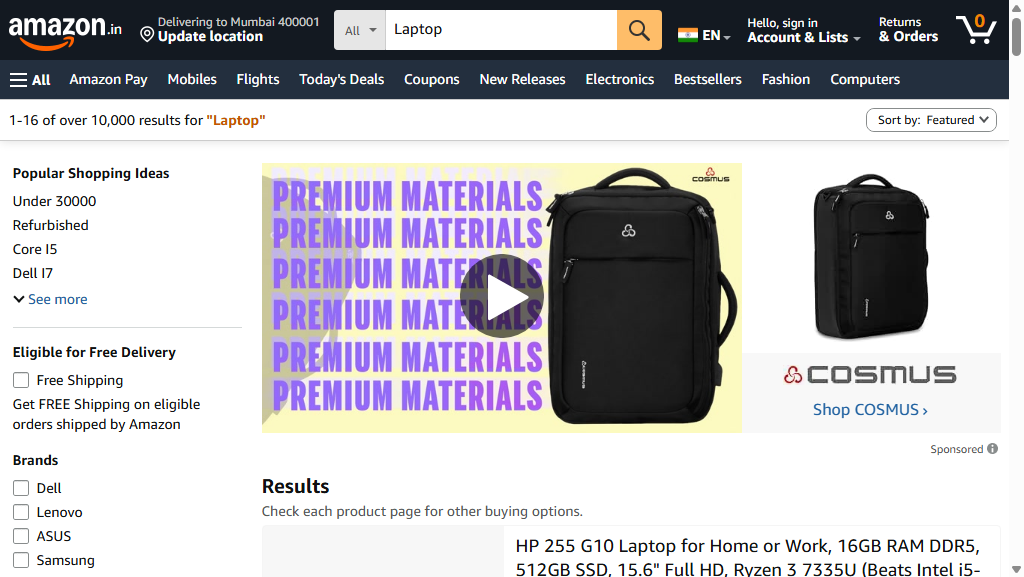 amazon.in
Delivering to Mumbai 400001
Update location
All
Laptop
EN
Hello, sign in
Account & Lists
Returns
& Orders
0
All
Amazon Pay
Mobiles
Flights
Today's Deals
Coupons
New Releases
Electronics
Bestsellers
Fashion
Computers
1-16 of over 10,000 results for "Laptop"
Sort by: Featured
Popular Shopping Ideas
Under 30000
Refurbished
Core I5
Dell I7
See more
Eligible for Free Delivery
Free Shipping
Get FREE Shipping on eligible
orders shipped by Amazon
Brands
Dell
Lenovo
ASUS
Samsung
PREMIUM MATERIALS
PREMIUM MATERIALS
PREMIUM MATERIALS
PREMIUM MATERIALS
PREMIUM MATERIALS
PREMIUM MATERIALS
COSMUS
COSMUS
COSMUS
Shop COSMUS ›
Sponsored
Results
Check each product page for other buying options.
HP 255 G10 Laptop for Home or Work, 16GB RAM DDR5,
512GB SSD, 15.6" Full HD, Ryzen 3 7335U (Beats Intel i5-